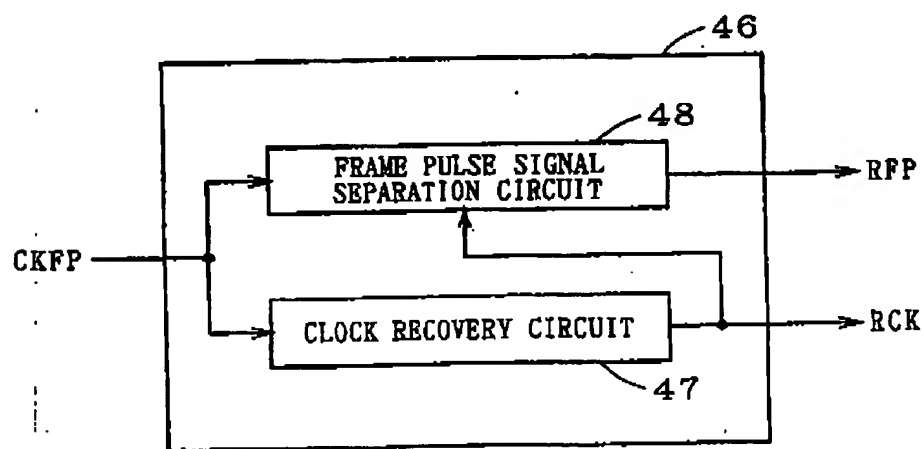 46
48
FRAME PULSE SIGNAL
SEPARATION CIRCUIT
RFP
CKFP
CLOCK RECOVERY CIRCUIT
RCK
47